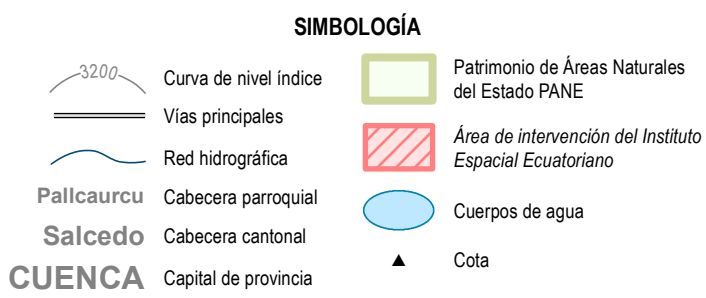 SIMBOLOGÍA
3200
Curva de nivel índice
Vías principales
Red hidrográfica
Pallcaurcu
Cabecera parroquial
Salcedo
Cabecera cantonal
CUENCA
Capital de provincia
Patrimonio de Áreas Naturales
del Estado PANE
Área de intervención del Instituto
Espacial Ecuatoriano
Cuerpos de agua
Cota